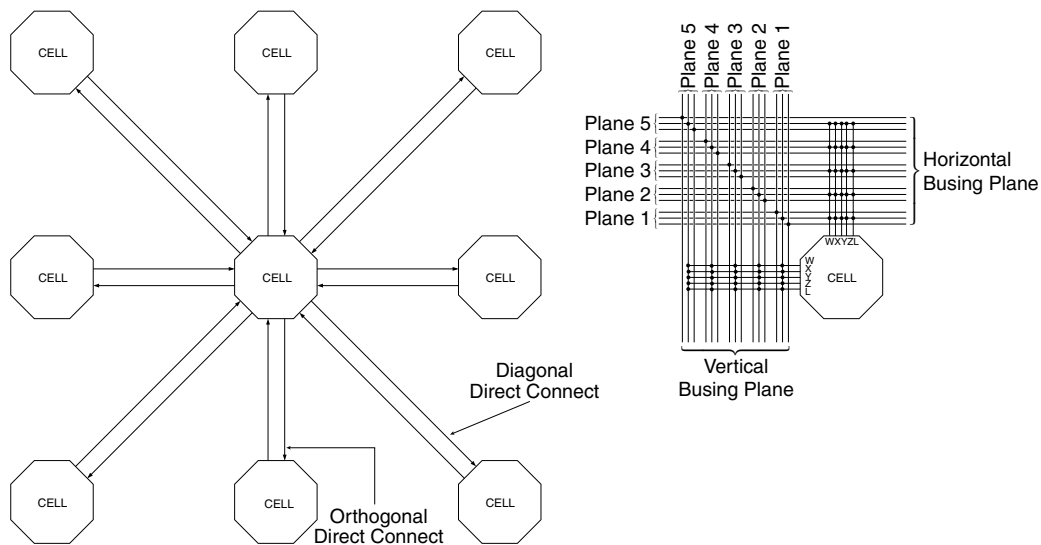 CELL
CELL
CELL
CELL
CELL
CELL
CELL
CELL
CELL
Diagonal
Direct Connect
Orthogonal
Direct Connect
Plane 5
Plane 4
Plane 3
Plane 2
Plane 1
Plane 5
Plane 4
Plane 3
Plane 2
Plane 1
Horizontal
Busing Plane
WXYZL
W
X
Y
Z
L
CELL
Vertical
Busing Plane